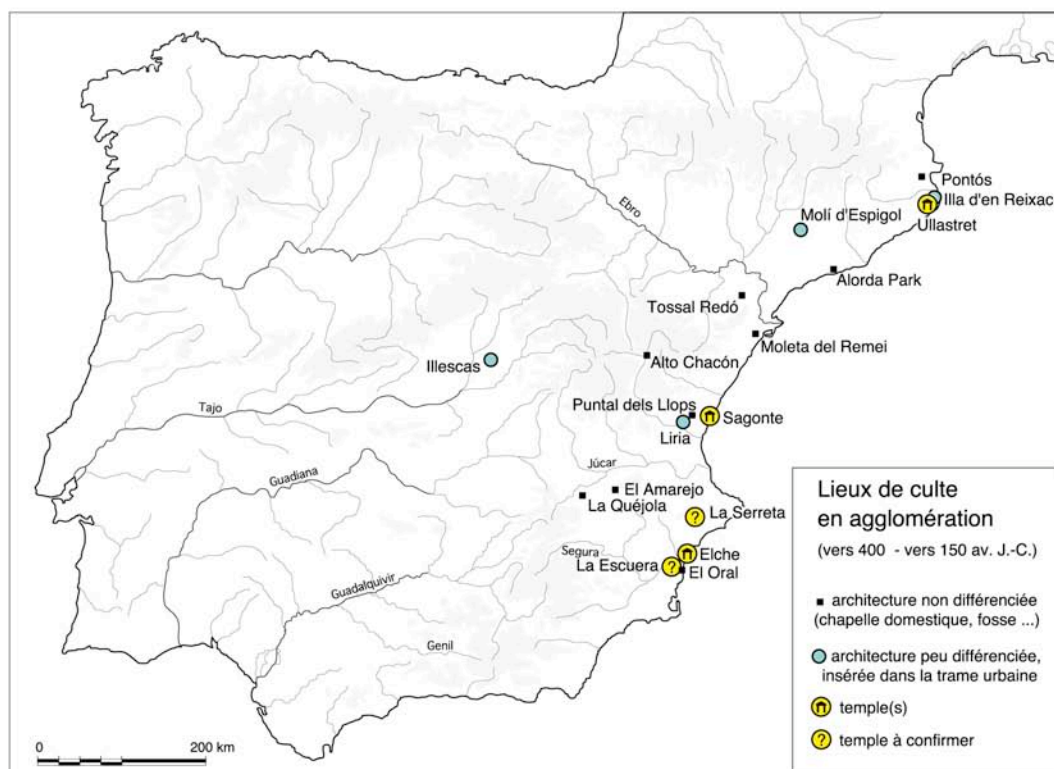 Pontós
Illa d'en Reixac
Ullastret
Molí d'Espigol
Ebro
Alorda Park
Tossal Redó
Moleta del Remei
Alto Chacón
Illescas
Puntal dels Llops
Sagonte
Liria
Tajo
Júcar
Guadiana
El Amarejo
La Quéjola
? La Serreta
Segura
Elche
La Escuera ?
El Oral
Guadalquivir
Genil
0 200 km
Lieux de culte
en agglomération
(vers 400 - vers 150 av. J.-C.)
architecture non différenciée
(chapelle domestique, fosse ...)
architecture peu différenciée,
insérée dans la trame urbaine
temple(s)
? temple à confirmer